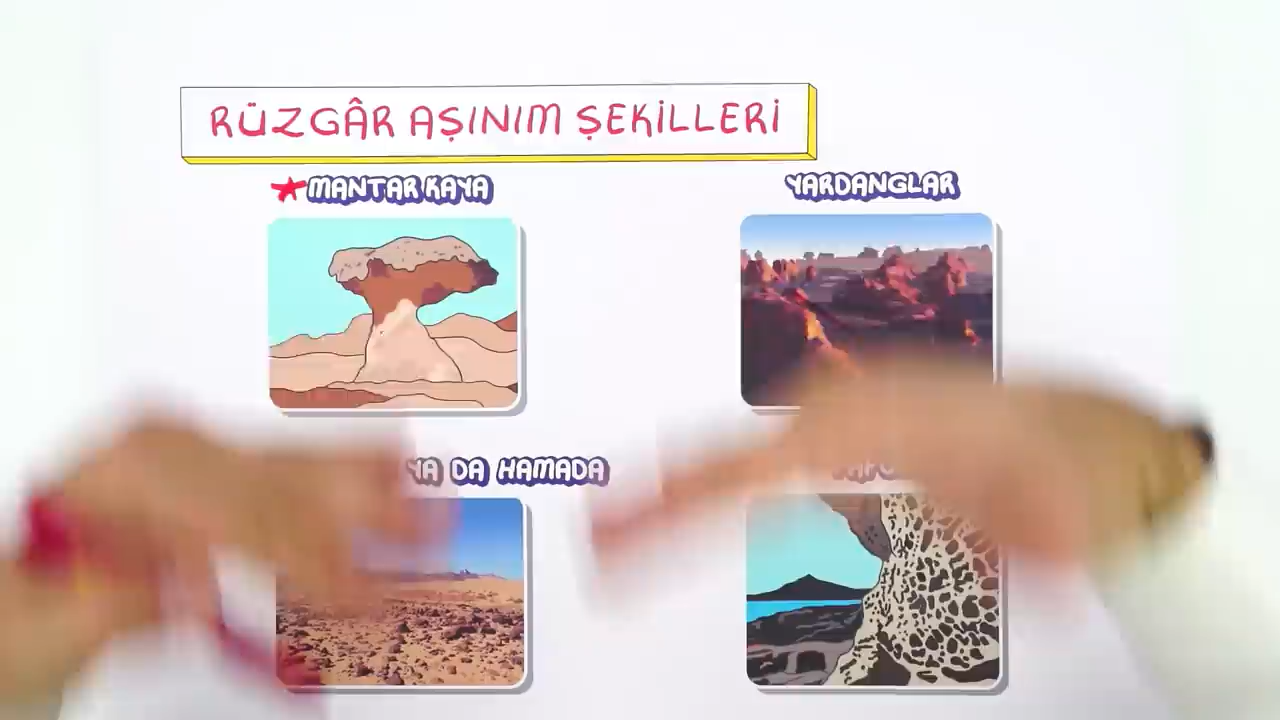 RÜZGÂR AŞINIM ŞEKİLLERİ
MANTAR KAYA
YARDANGLAR
YA DA HAMADA